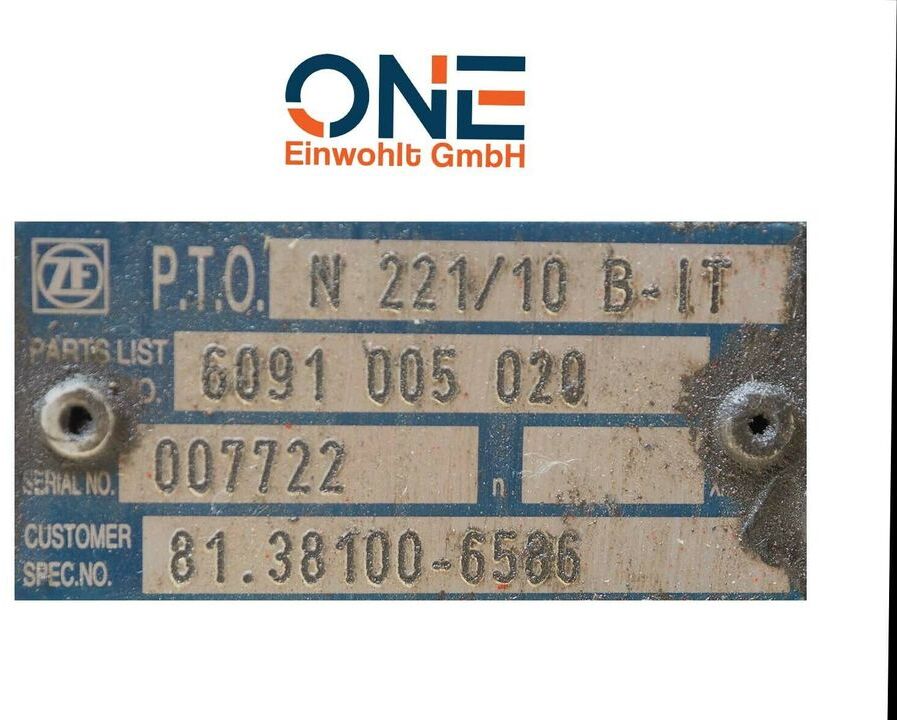 ONE
Einwohlt GmbH
ZF P.T.O. N 221/10 B-IT
PARTS LIST
6091 005 020
SERIAL NO. 007722 n
CUSTOMER
SPEC.NO. 81.38100-6586